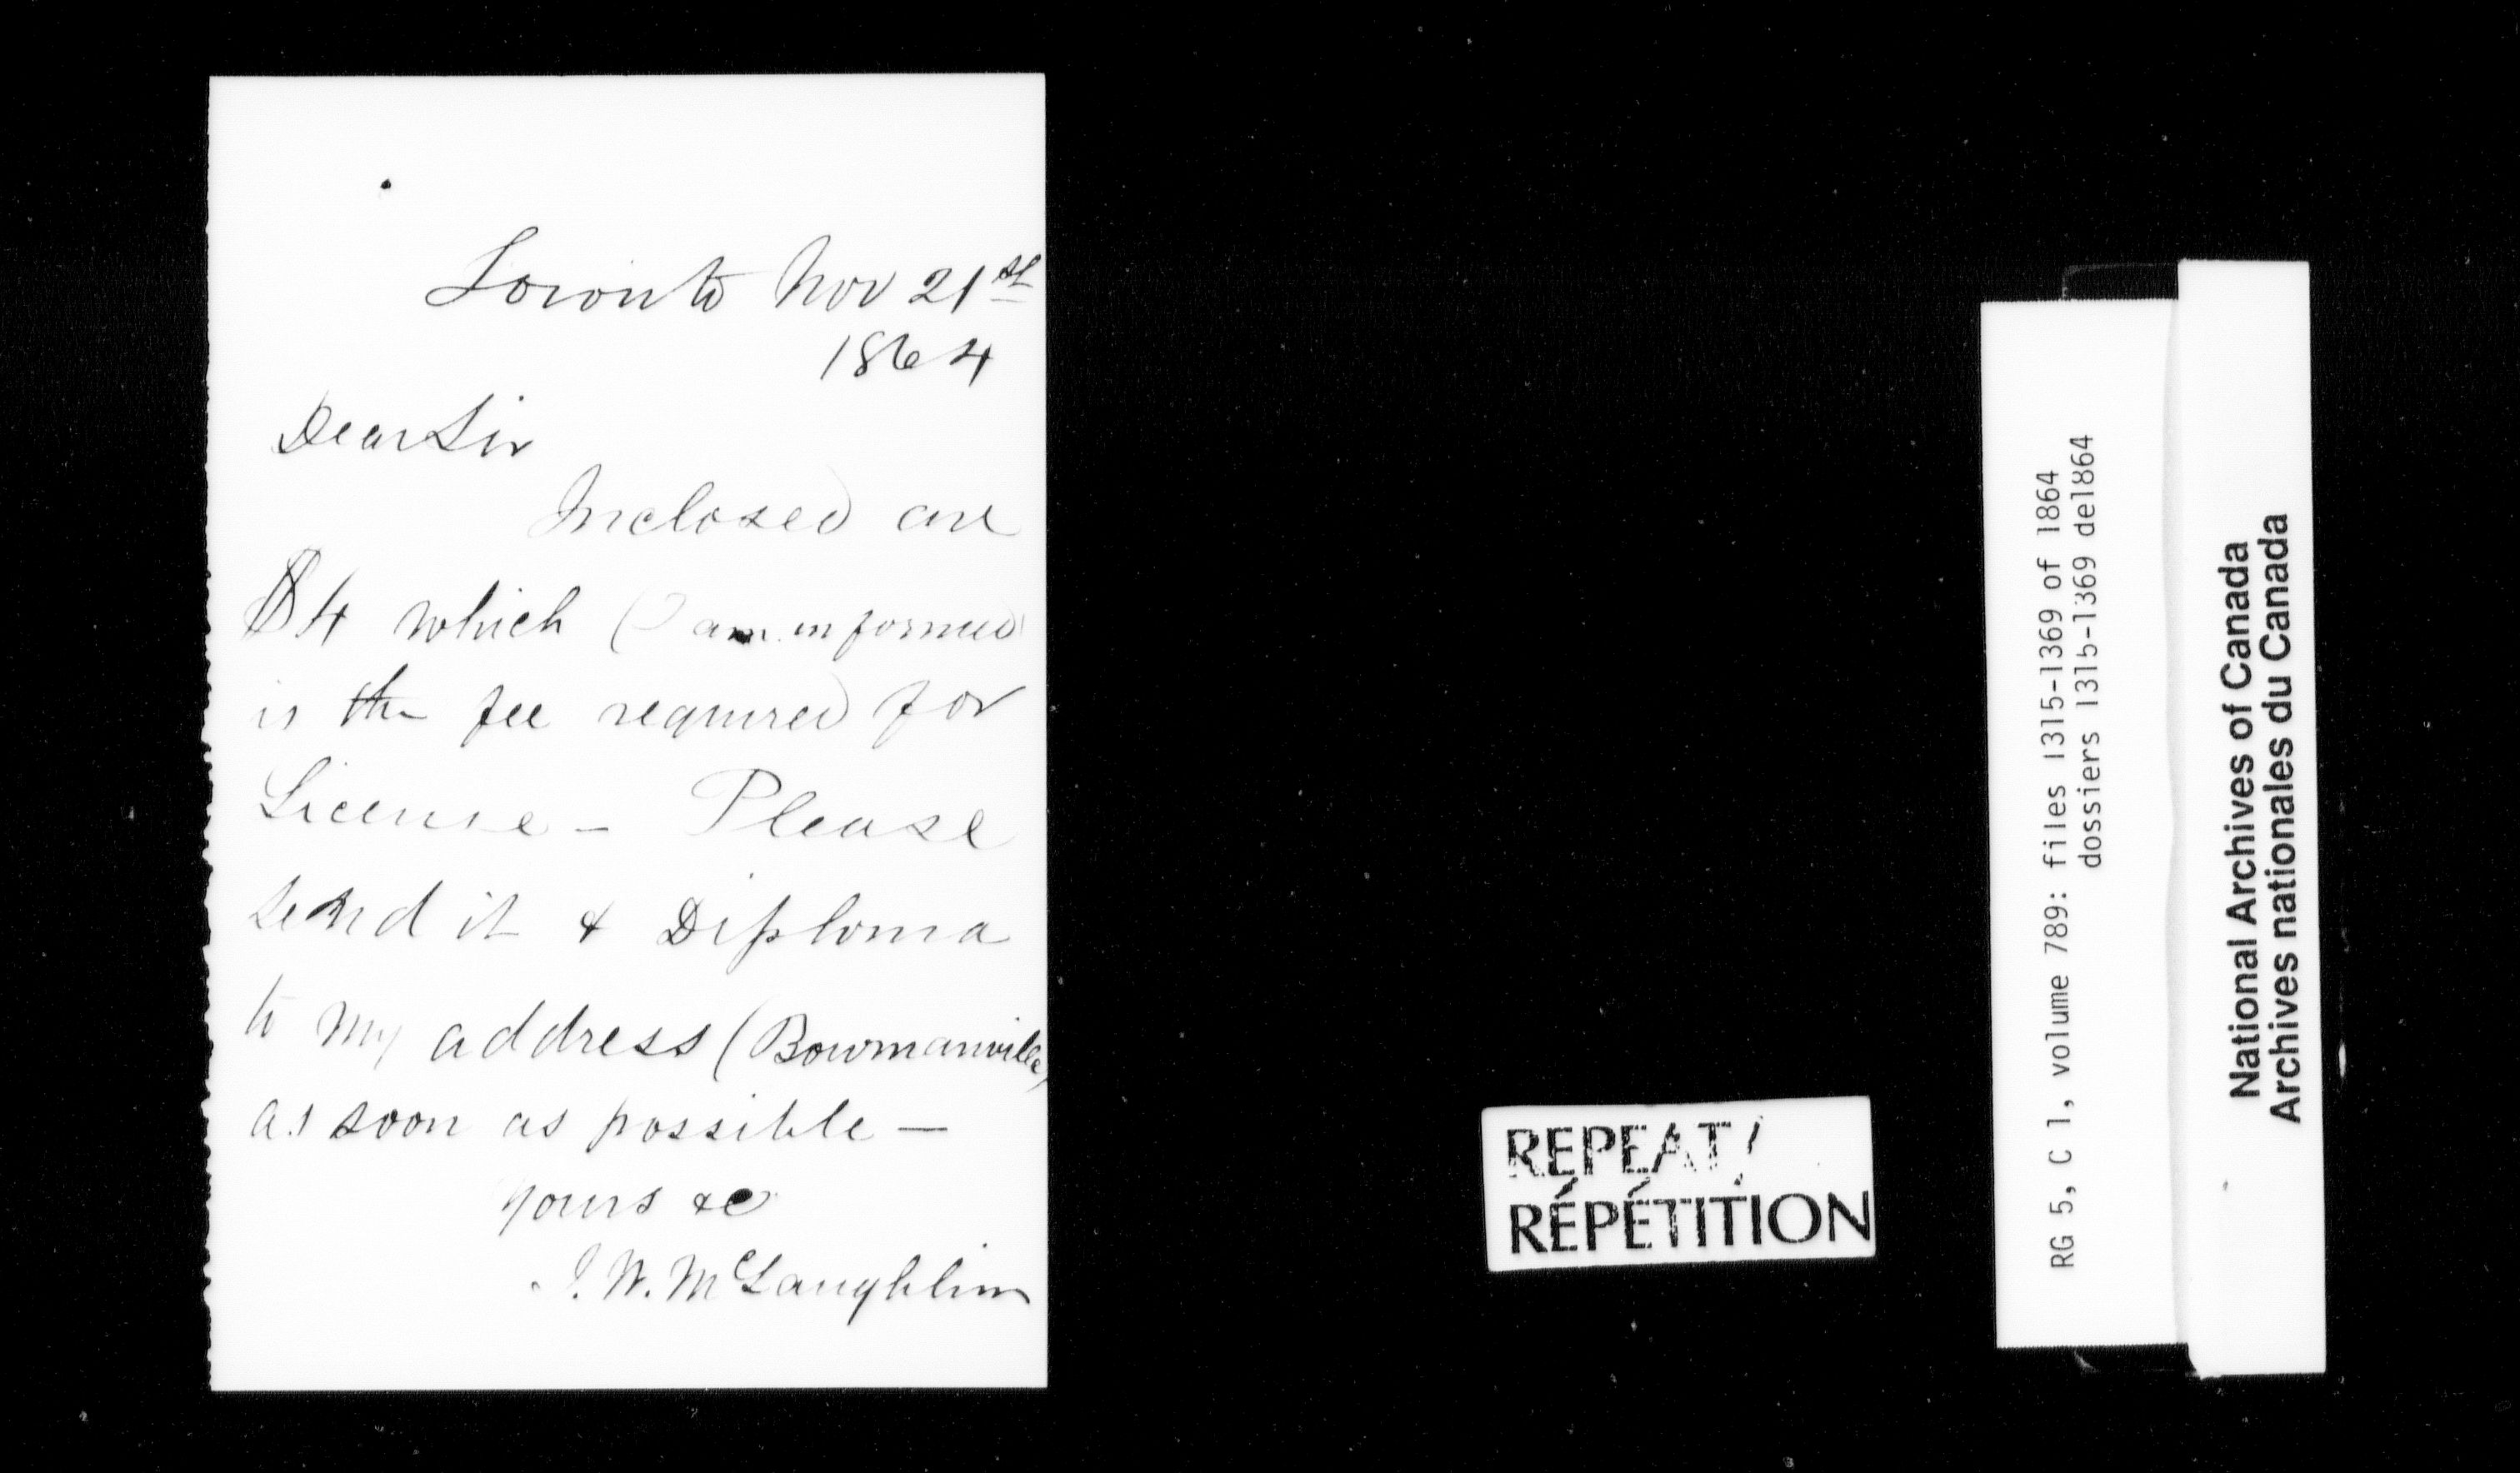 Toronto Nov 21st
1864
Dear Sir
Inclosed are
$4 which (I am informed
is the fee required for
License – Please
send it & Diploma
to my address (Bowmanville)
as soon as possible –
Yours &c
J. W. McLaughlin
REPEAT/
RÉPÉTITION
RG 5, C 1, volume 789: files 1315-1369 of 1864
dossiers 1315-1369 de1864
National Archives of Canada
Archives nationales du Canada